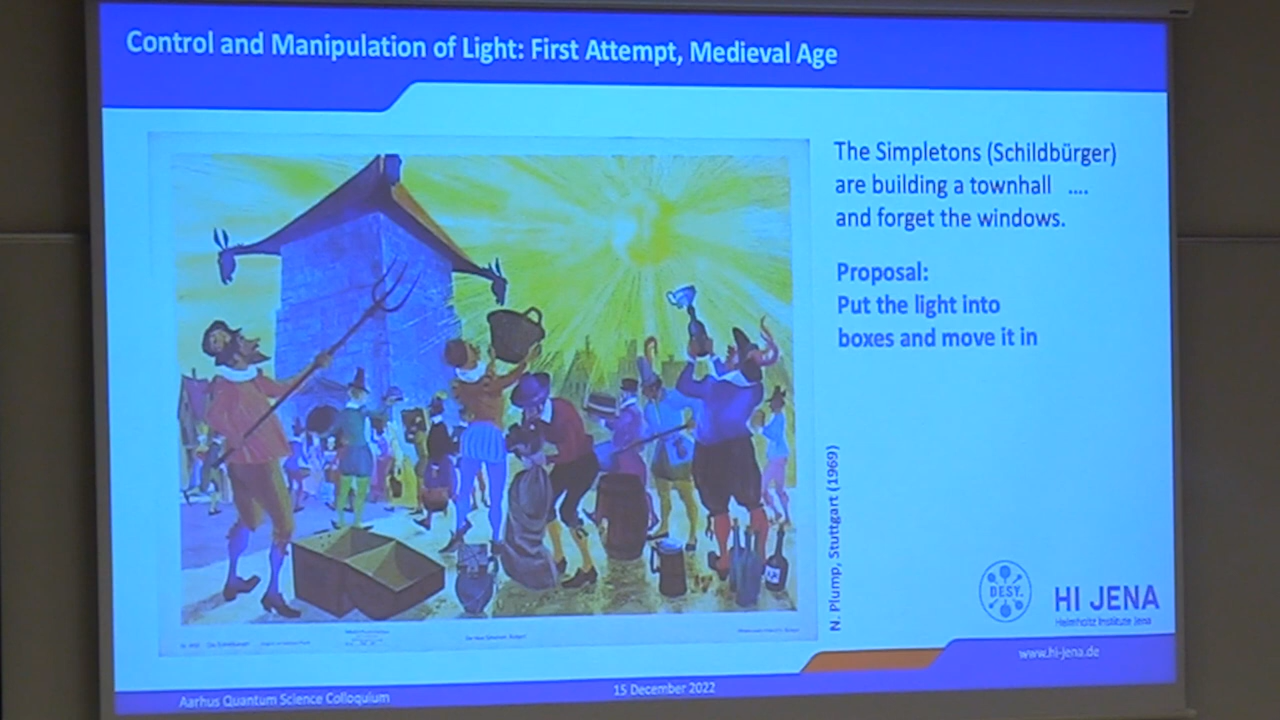 Control and Manipulation of Light: First Attempt, Medieval Age
The Simpletons (Schildbürger)
are building a townhall ....
and forget the windows.
Proposal:
Put the light into
boxes and move it in
N. Plump, Stuttgart (1969)
DESY.
HI JENA
Helmholtz Institute Jena
www.hi-jena.de
15 December 2022
Aarhus Quantum Science Colloquium